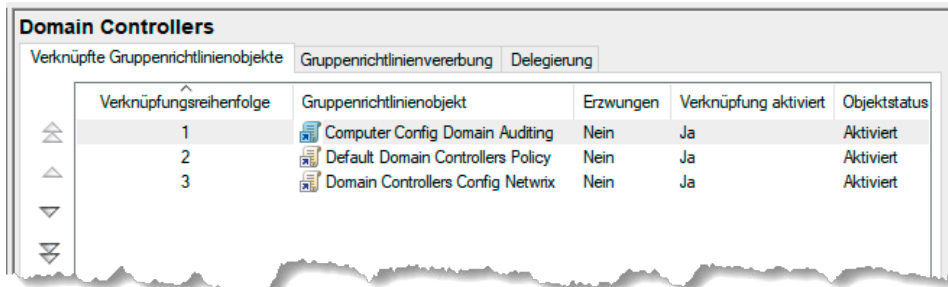 Domain Controllers
Verknüpfte Gruppenrichtlinienobjekte Gruppenrichtlinienvererbung Delegierung
Verknüpfungsreihenfolge Gruppenrichtlinienobjekt Erzwungen Verknüpfung aktiviert Objektstatus
1 Computer Config Domain Auditing Nein Ja Aktiviert
2 Default Domain Controllers Policy Nein Ja Aktiviert
3 Domain Controllers Config Netwrix Nein Ja Aktiviert